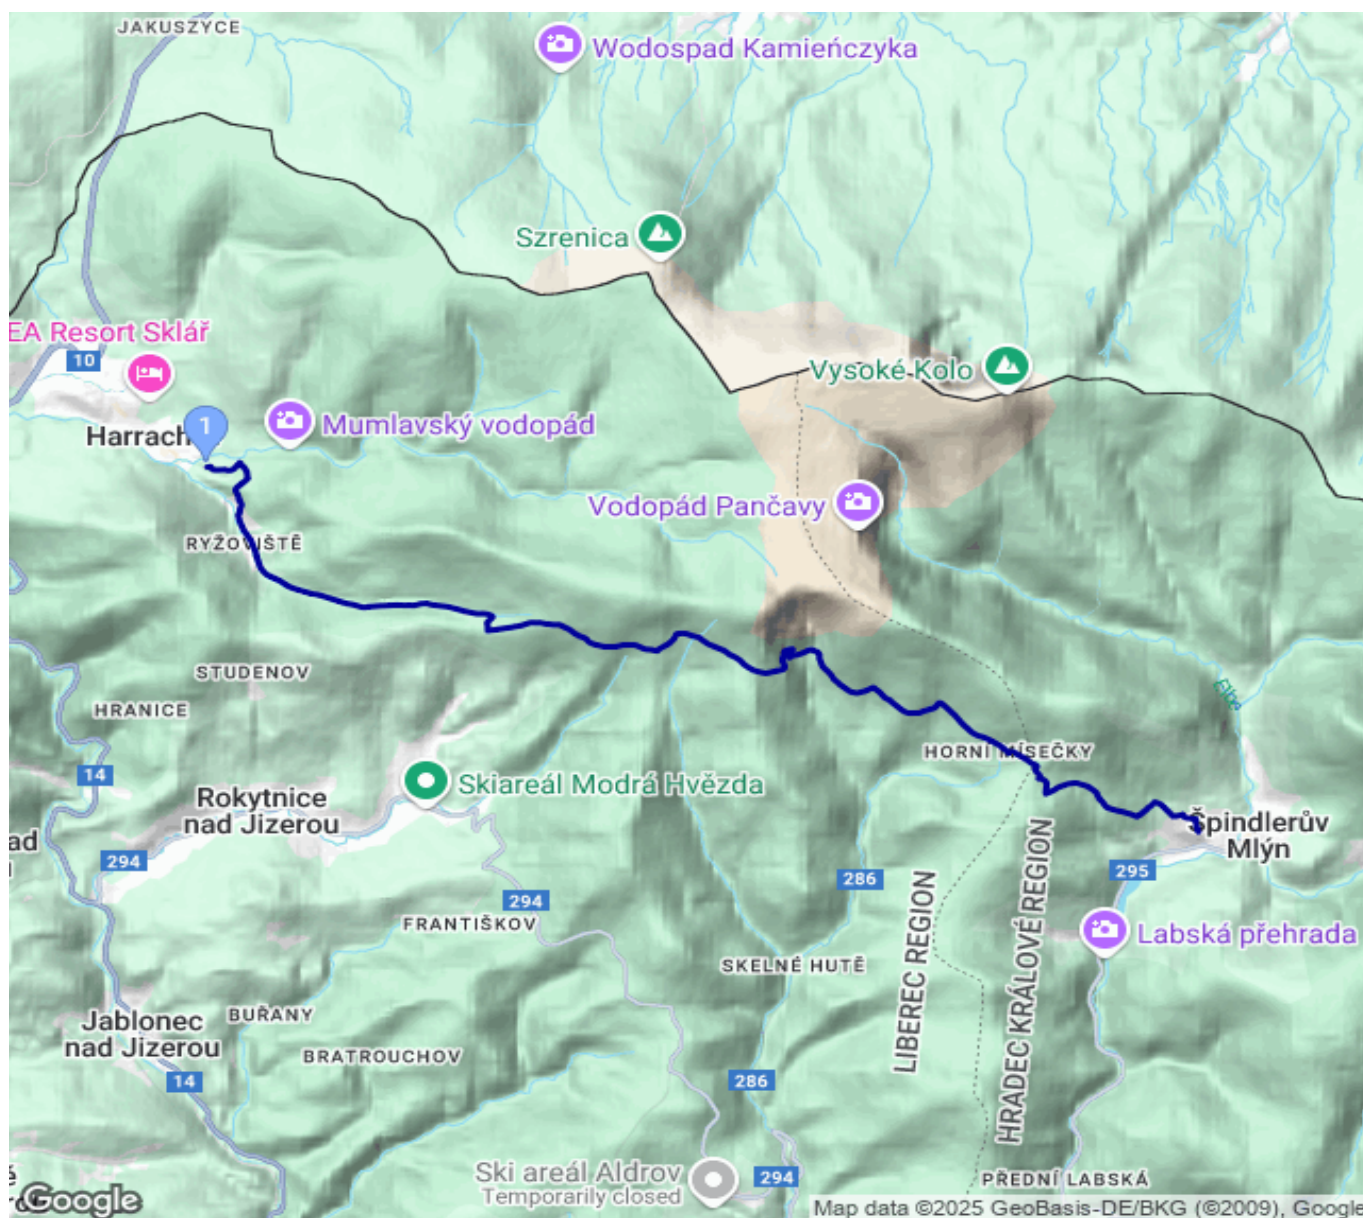 JAKUSZYCE
Wodospad Kamieńczyka
Szrenica
EA Resort Sklář
10
Vysoké Kolo
1
Harrach
Mumlavský vodopád
Vodopád Pančavy
RYŽOVIŠTĚ
STUDENOV
HRANICE
Elbe
14
HORNÍ MÍSEČKY
Skiareál Modrá Hvězda
Rokytnice
nad Jizerou
Špindlerův
Mlýn
ad
294
286
295
294
FRANTIŠKOV
Labská přehrada
SKELNÉ HUTĚ
LIBEREC REGION
HRADEC KRÁLOVÉ REGION
BUŘANY
Jablonec
nad Jizerou
BRATROUCHOV
14
286
Ski areál Aldrov
Temporarily closed
294
PŘEDNÍ LABSKÁ
Google
Map data ©2025 GeoBasis-DE/BKG (©2009), Google